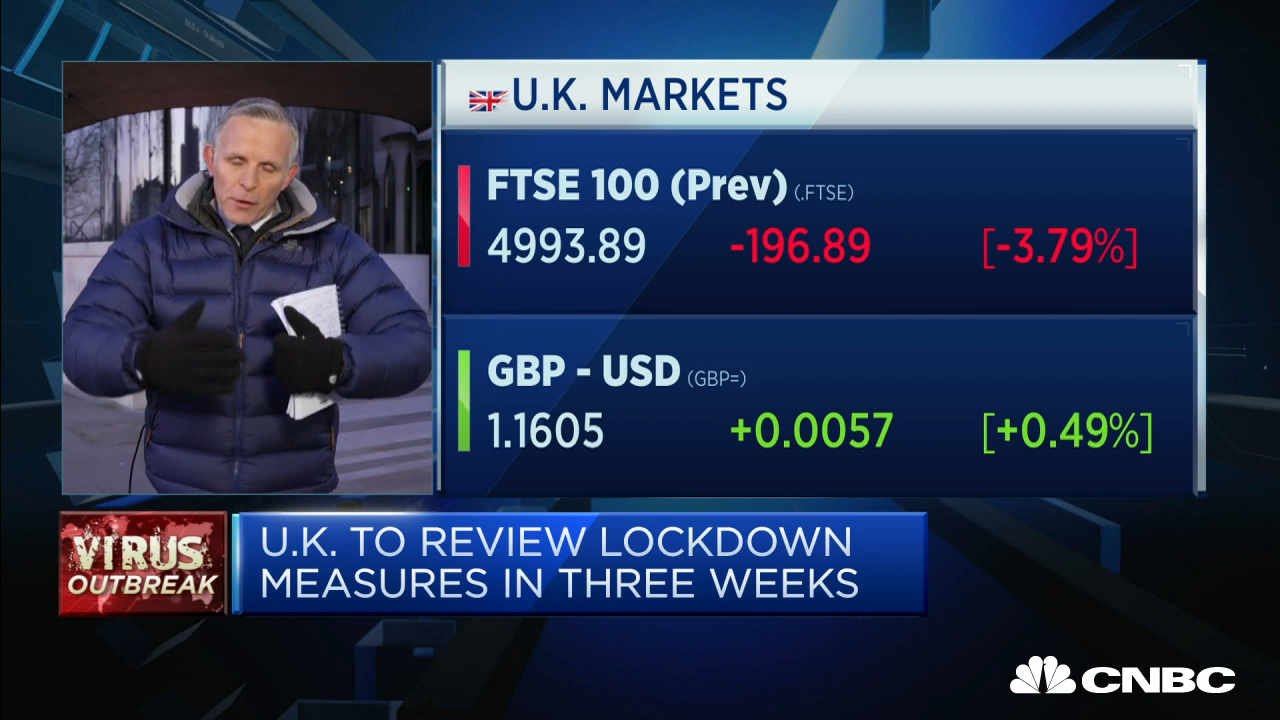 U.K. MARKETS
FTSE 100 (Prev) (.FTSE)
4993.89 -196.89 [-3.79%]
GBP - USD (GBP=)
1.1605 +0.0057 [+0.49%]
VIRUS
OUTBREAK
U.K. TO REVIEW LOCKDOWN
MEASURES IN THREE WEEKS
CNBC